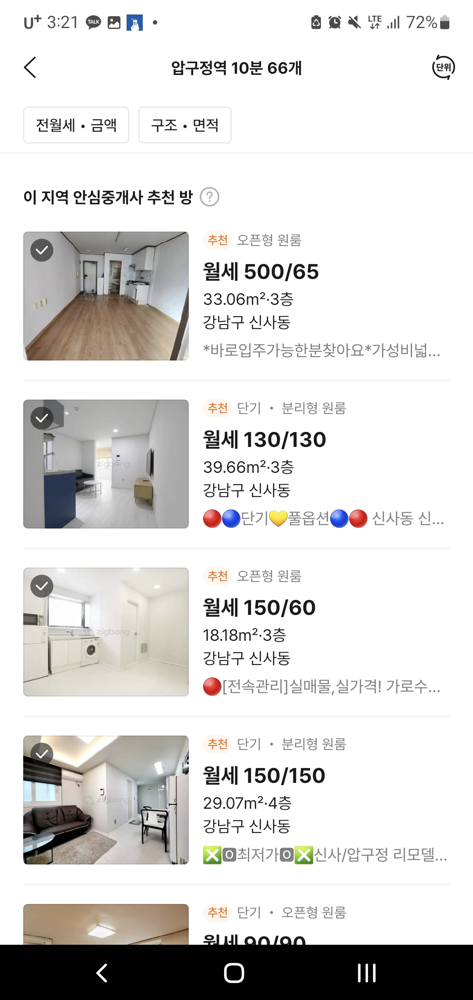 U+ 3:21 TALK LTE 72%
압구정역 10분 66개
단위
전월세 • 금액
구조 • 면적
이 지역 안심중개사 추천 방 ?
zigbang
추천 오픈형 원룸
월세 500/65
33.06m²·3층
강남구 신사동
*바로입주가능한분찾아요*가성비넓...
zigbang
추천 단기 • 분리형 원룸
월세 130/130
39.66m²·3층
강남구 신사동
🔴🔵단기💛풀옵션🔵🔴 신사동 신...
zigbang
추천 오픈형 원룸
월세 150/60
18.18m²·3층
강남구 신사동
🔴[전속관리]실매물,실가격! 가로수...
zigbang
추천 단기 • 분리형 원룸
월세 150/150
29.07m²·4층
강남구 신사동
❎🅾최저가🅾❎신사/압구정 리모델...
추천 단기 • 오픈형 원룸
월세 90/90